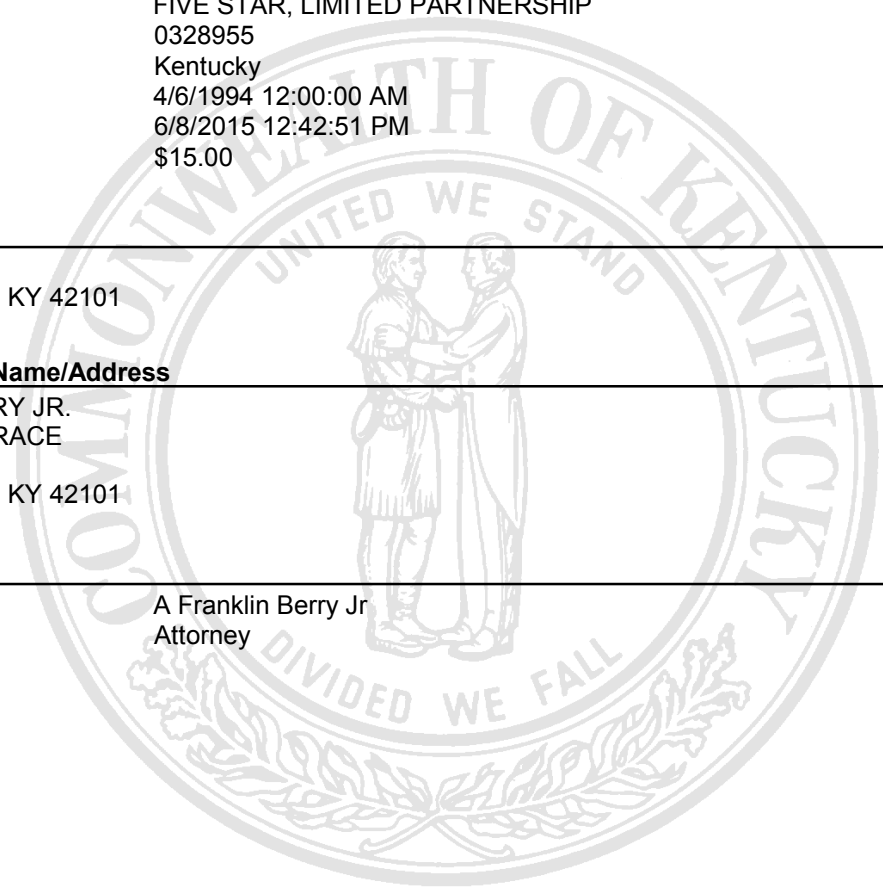 FIVE STAR, LIMITED PARTNERSHIP
0328955
Kentucky
4/6/1994 12:00:00 AM
6/8/2015 12:42:51 PM
$15.00
COMMONWEALTH OF KENTUCKY
UNITED WE STAND
KY 42101
Name/Address
RY JR.
RACE
KY 42101
A Franklin Berry Jr
Attorney
DIVIDED WE FALL